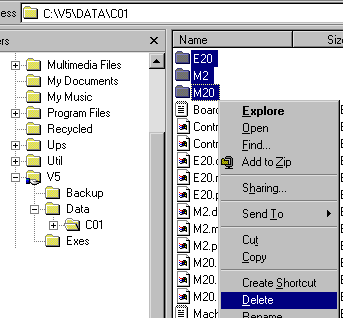 ess C:\V5\DATA\C01
ers
Multimedia Files
My Documents
My Music
Program Files
Recycled
Ups
Util
V5
Backup
Data
C01
Exes
Name Size
E20
M2
M20
Board
Contr
Contr
E20.
E20.
E20.
M2.d
M2.m
M2.p
M20.
M20.
M20.
Mach
Explore
Open
Find...
Add to Zip
Sharing...
Send To
Cut
Copy
Create Shortcut
Delete
Rename